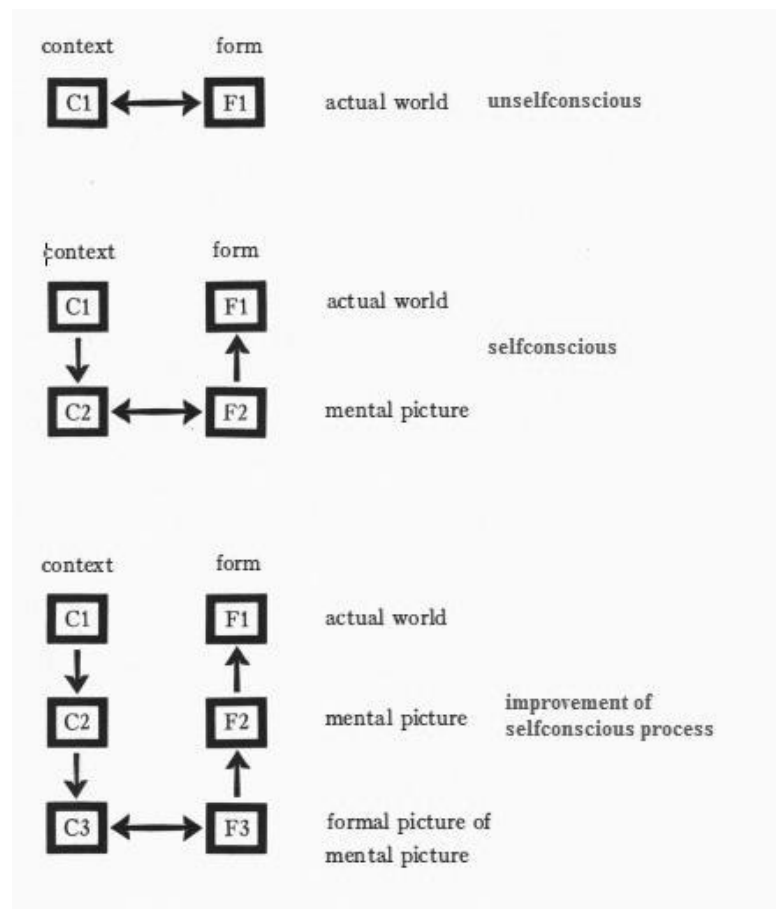 context form
C1 F1 actual world unselfconscious
context form
C1 F1 actual world
selfconscious
C2 F2 mental picture
context form
C1 F1 actual world
C2 F2 mental picture improvement of
selfconscious process
C3 F3 formal picture of
mental picture